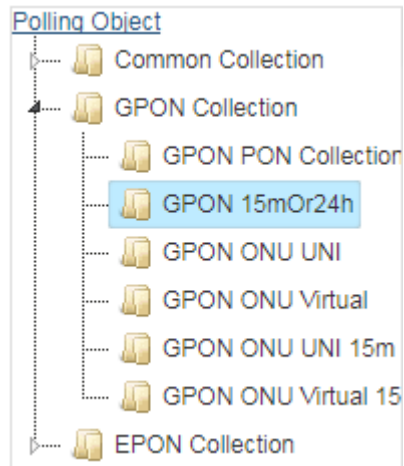 Polling Object
Common Collection
GPON Collection
GPON PON Collection
GPON 15mOr24h
GPON ONU UNI
GPON ONU Virtual
GPON ONU UNI 15m
GPON ONU Virtual 15
EPON Collection